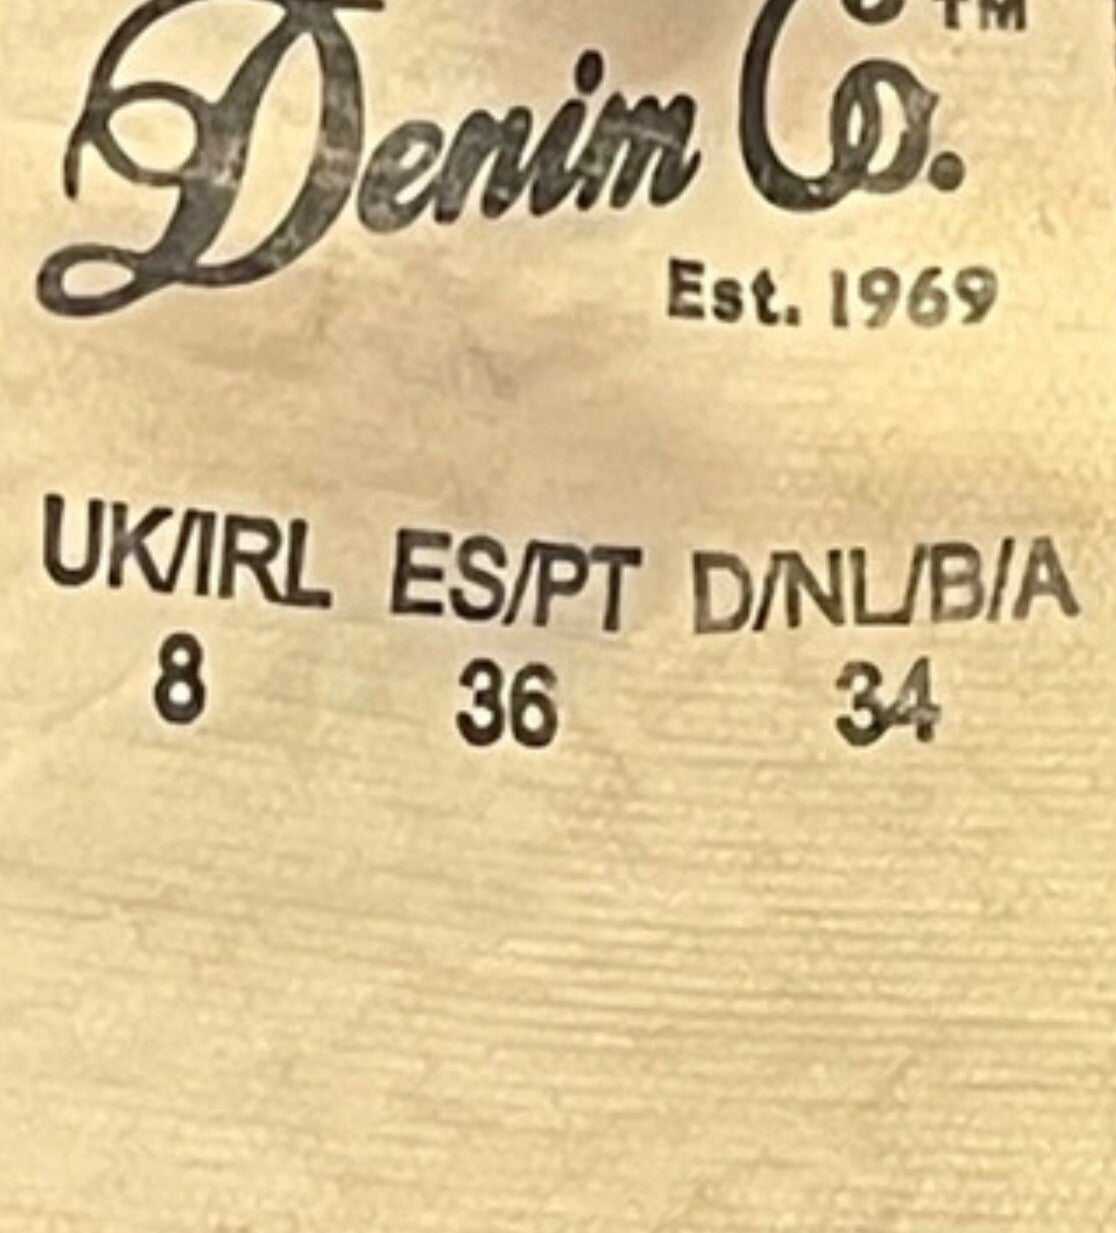 Denim Co.™
Est. 1969
UK/IRL ES/PT D/NL/B/A
8 36 34